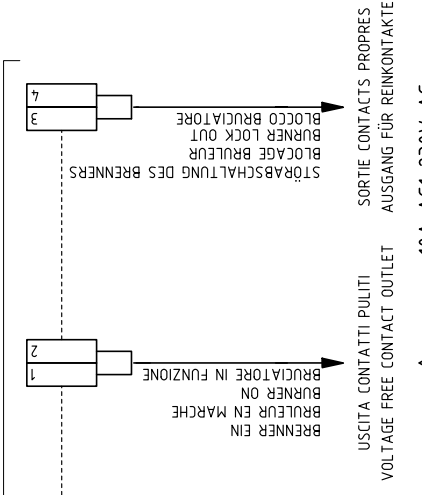 BRENNER EIN
BRULEUR EN MARCHE
BURNER ON
BRUCIATORE IN FUNZIONE
1
2
STÖRABSCHALTUNG DES BRENNERS
BLOCAGE BRULEUR
BURNER LOCK OUT
BLOCCO BRUCIATORE
3
4
USCITA CONTATTI PULITI
VOLTAGE FREE CONTACT OUTLET
SORTIE CONTACTS PROPRES
AUSGANG FÜR REINKONTAKTE